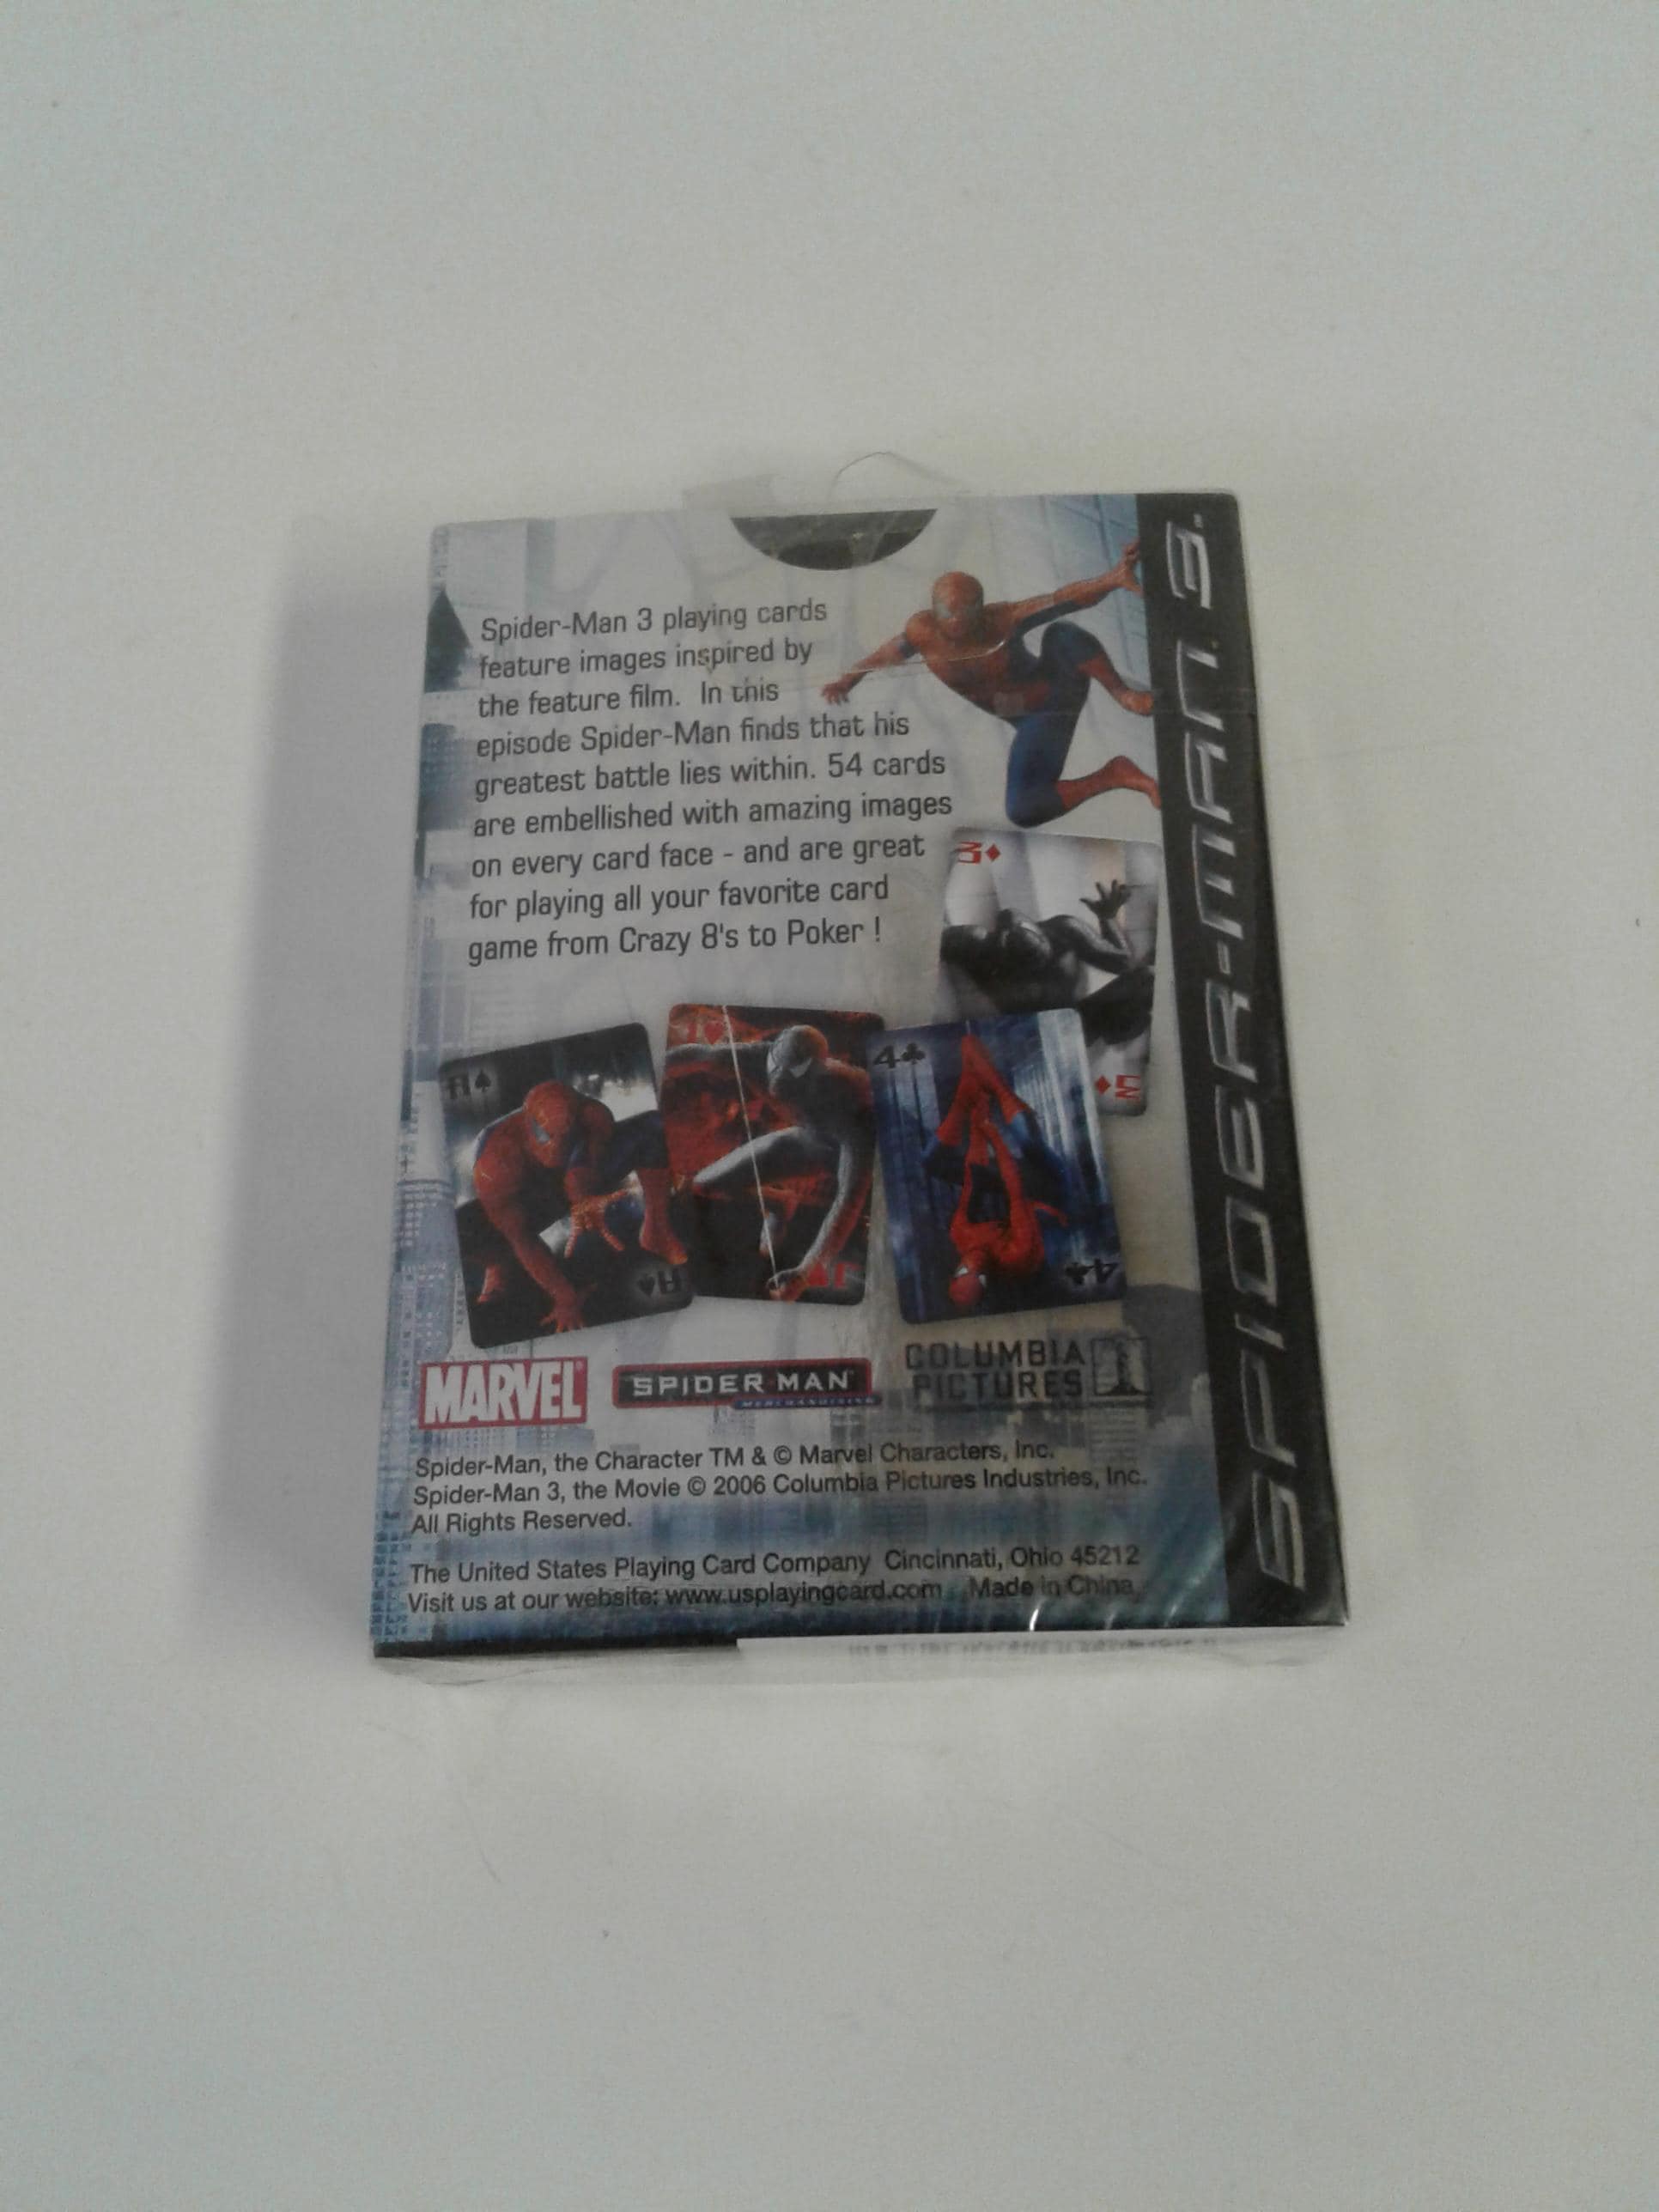 Spider-Man 3 playing cards
feature images inspired by
the feature film. In this
episode Spider-Man finds that his
greatest battle lies within. 54 cards
are embellished with amazing images
on every card face - and are great
for playing all your favorite card
game from Crazy 8's to Poker !
SPIDER-MAN 3
3♦
3♦
A♠
A♠
J♥
J♥
4♣
4♣
MARVEL
SPIDER-MAN
MERCHANDISING
COLUMBIA
PICTURES
Spider-Man, the Character TM & © Marvel Characters, Inc.
Spider-Man 3, the Movie © 2006 Columbia Pictures Industries, Inc.
All Rights Reserved.
The United States Playing Card Company Cincinnati, Ohio 45212
Visit us at our website: www.usplayingcard.com Made in China